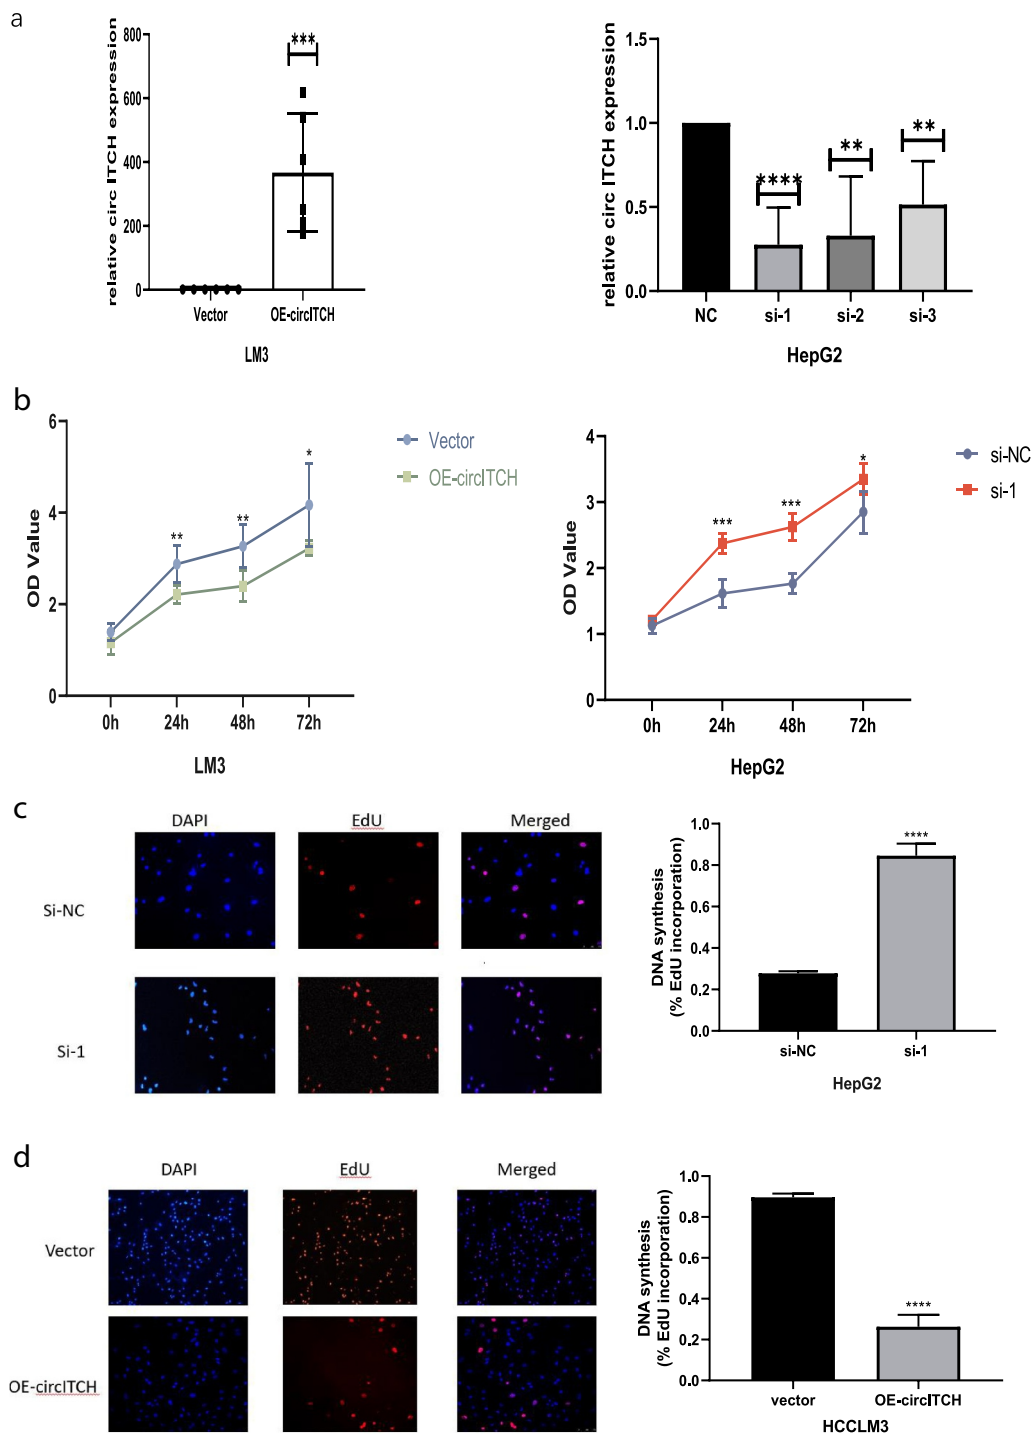 a
relative circ ITCH expression
800
600
400
200
0
***
Vector
OE-circITCH
LM3
relative circ ITCH expression
1.5
1.0
0.5
0.0
****
**
**
NC
si-1
si-2
si-3
HepG2
b
OD Value
6
4
2
0
**
**
*
0h
24h
48h
72h
LM3
Vector
OE-circITCH
OD Value
4
3
2
1
0
***
***
*
0h
24h
48h
72h
HepG2
si-NC
si-1
c
DAPI
EdU
Merged
Si-NC
Si-1
DNA synthesis
(% EdU incorporation)
1.0
0.8
0.6
0.4
0.2
0.0
****
si-NC
si-1
HepG2
d
DAPI
EdU
Merged
Vector
OE-circITCH
DNA synthesis
(% EdU incorporation)
1.0
0.8
0.6
0.4
0.2
0.0
****
vector
OE-circITCH
HCCLM3